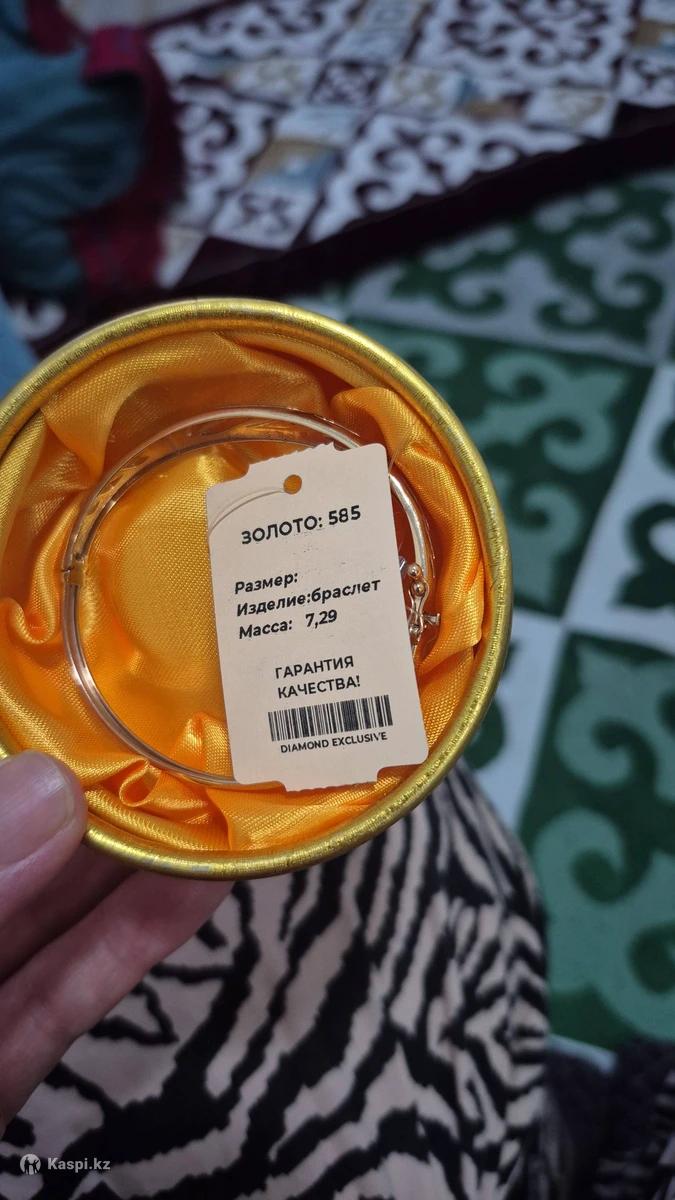 ЗОЛОТО: 585
Размер:
Изделие:браслет
Масса: 7,29
ГАРАНТИЯ
КАЧЕСТВА!
DIAMOND EXCLUSIVE
Kaspi.kz